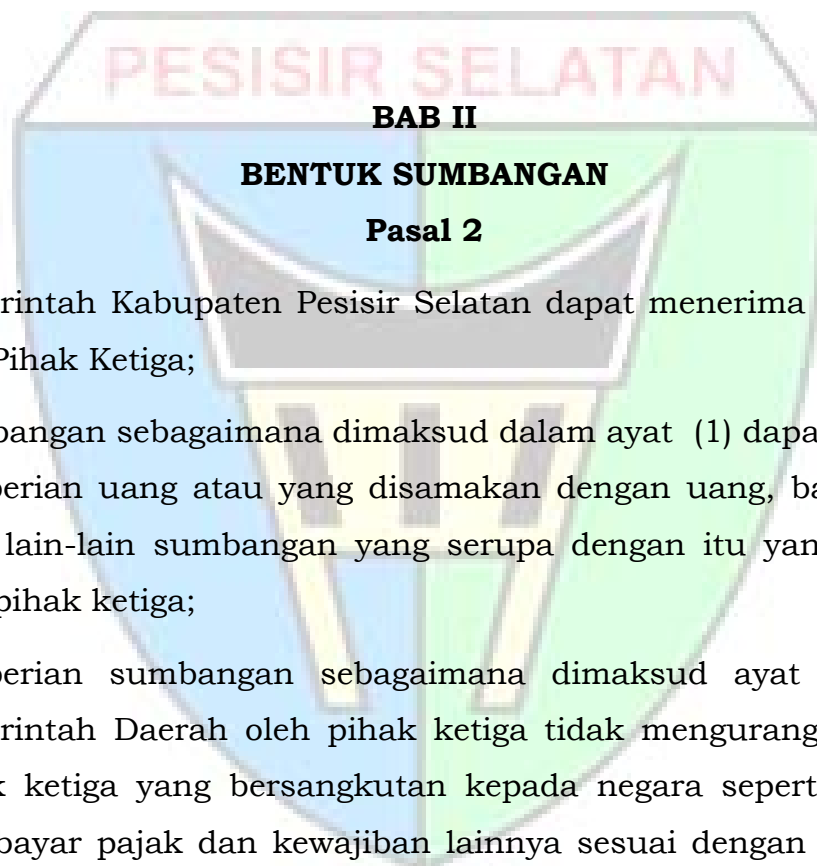 PESISIR SELATAN
BAB II
BENTUK SUMBANGAN
Pasal 2
rintah Kabupaten Pesisir Selatan dapat menerima
Pihak Ketiga;
bangan sebagaimana dimaksud dalam ayat (1) dapa
berian uang atau yang disamakan dengan uang, ba
lain-lain sumbangan yang serupa dengan itu yan
pihak ketiga;
berian sumbangan sebagaimana dimaksud ayat
rintah Daerah oleh pihak ketiga tidak mengurang
k ketiga yang bersangkutan kepada negara sepert
bayar pajak dan kewajiban lainnya sesuai dengan